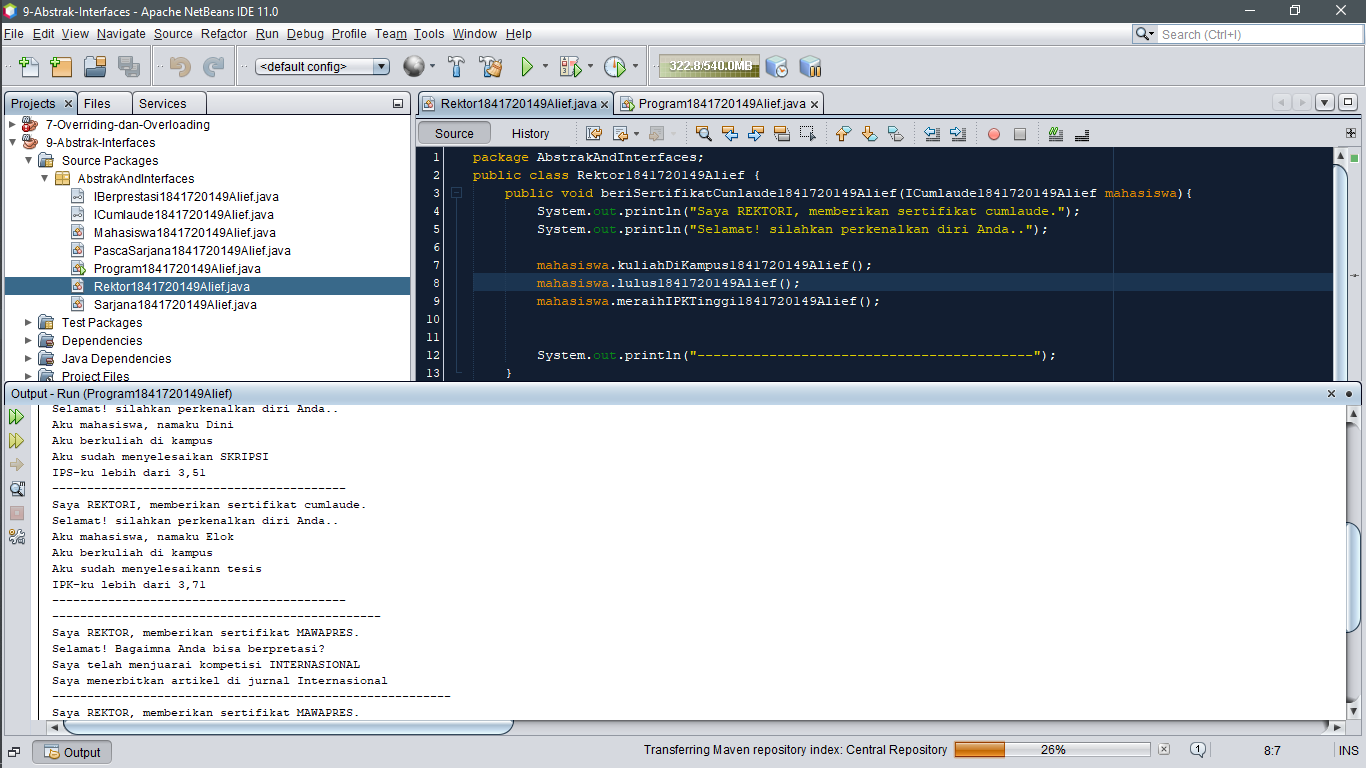 9-Abstrak-Interfaces - Apache NetBeans IDE 11.0
File Edit View Navigate Source Refactor Run Debug Profile Team Tools Window Help
Search (Ctrl+I)
<default config>
322.8/540.0MB
Projects Files Services
7-Overriding-dan-Overloading
9-Abstrak-Interfaces
Source Packages
AbstrakAndInterfaces
IBerprestasi1841720149Alief.java
ICumlaude1841720149Alief.java
Mahasiswa1841720149Alief.java
PascaSarjana1841720149Alief.java
Program1841720149Alief.java
Rektor1841720149Alief.java
Sarjana1841720149Alief.java
Test Packages
Dependencies
Java Dependencies
Project Files
Rektor1841720149Alief.java Program1841720149Alief.java
Source History
1 package AbstrakAndInterfaces;
2 public class Rektor1841720149Alief {
3 public void beriSertifikatCunlaude1841720149Alief(ICumlaude1841720149Alief mahasiswa){
4 System.out.println("Saya REKTORI, memberikan sertifikat cumlaude.");
5 System.out.println("Selamat! silahkan perkenalkan diri Anda..");
6
7 mahasiswa.kuliahDiKampus1841720149Alief();
8 mahasiswa.lulus1841720149Alief();
9 mahasiswa.meraihIPKTinggi1841720149Alief();
10
11
12 System.out.println("------------------------------------------");
13 }
Output - Run (Program1841720149Alief)
Selamat! silahkan perkenalkan diri Anda..
Aku mahasiswa, namaku Dini
Aku berkuliah di kampus
Aku sudah menyelesaikan SKRIPSI
IPS-ku lebih dari 3,51
------------------------------------------
Saya REKTORI, memberikan sertifikat cumlaude.
Selamat! silahkan perkenalkan diri Anda..
Aku mahasiswa, namaku Elok
Aku berkuliah di kampus
Aku sudah menyelesaikann tesis
IPK-ku lebih dari 3,71
------------------------------------------
-----------------------------------------------
Saya REKTOR, memberikan sertifikat MAWAPRES.
Selamat! Bagaimna Anda bisa berpretasi?
Saya telah menjuarai kompetisi INTERNASIONAL
Saya menerbitkan artikel di jurnal Internasional
---------------------------------------------------------
Saya REKTOR, memberikan sertifikat MAWAPRES.
Output
Transferring Maven repository index: Central Repository 26% 1 8:7 INS